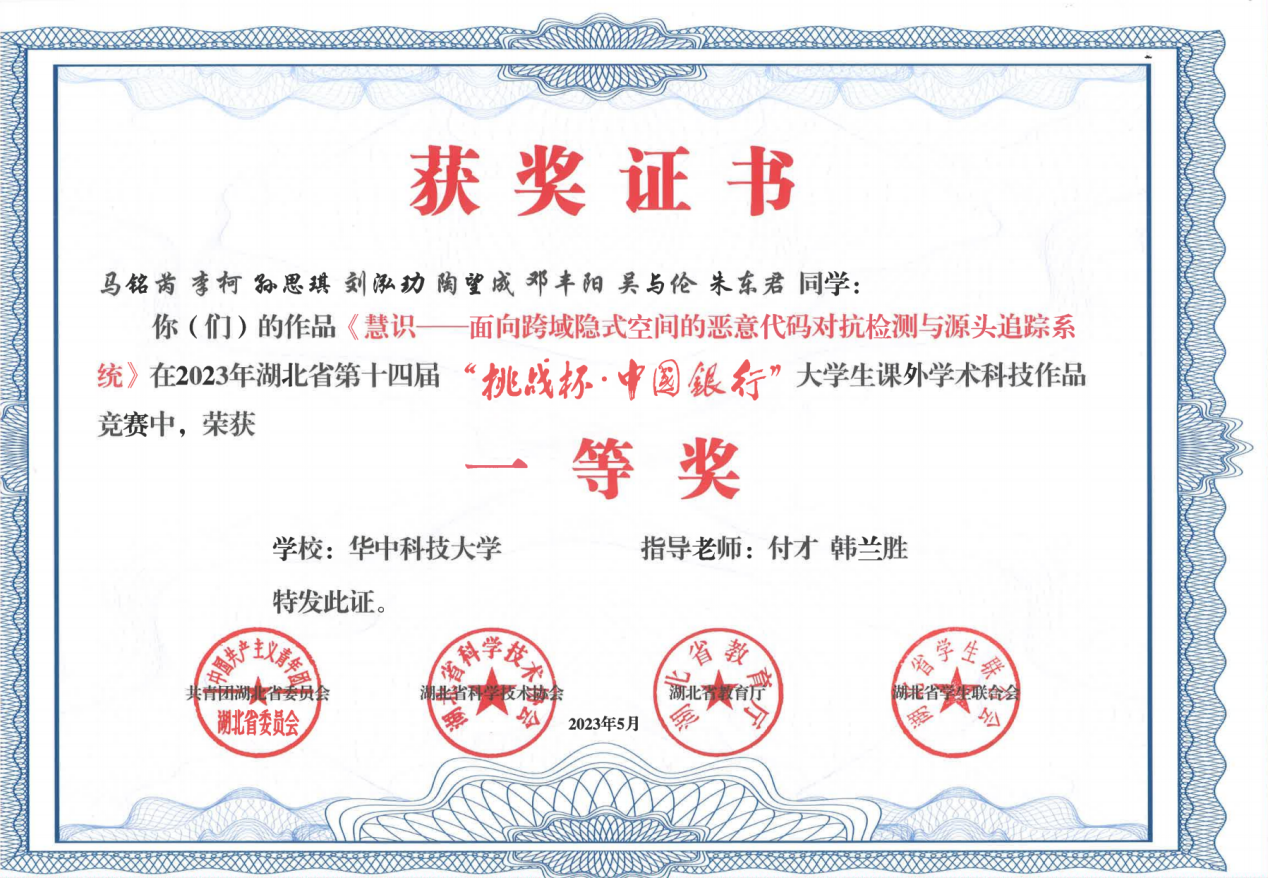 获奖证书
马铭芮 李柯 孙思琪 刘泓玏 陶望成 邓丰阳 吴与伦 朱东君 同学：
你（们）的作品《慧识——面向跨域隐式空间的恶意代码对抗检测与源头追踪系
统》在2023年湖北省第十四届“挑战杯·中國銀行”大学生课外学术科技作品
竞赛中，荣获
一等奖
学校：华中科技大学 指导老师：付才 韩兰胜
特发此证。
中国共产主义青年团
湖北省委员会
共青团湖北省委员会
湖北省科学技术协会
湖北省科学技术协会
湖北省教育厅
湖北省教育厅
湖北省学生联合会
湖北省学生联合会
2023年5月